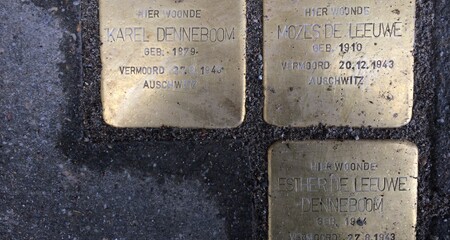 HIER WOONDE
KAREL DENNEBOOM
GEB. 1879
VERMOORD
AUSCHWITZ
HIER WOONDE
MOZES DE LEEUWE
GEB. 1910
VERMOORD 20.12.1943
AUSCHWITZ
HIER WOONDE
ESTHER DE LEEUWE
DENNEBOOM
GEB.
VERMOORD